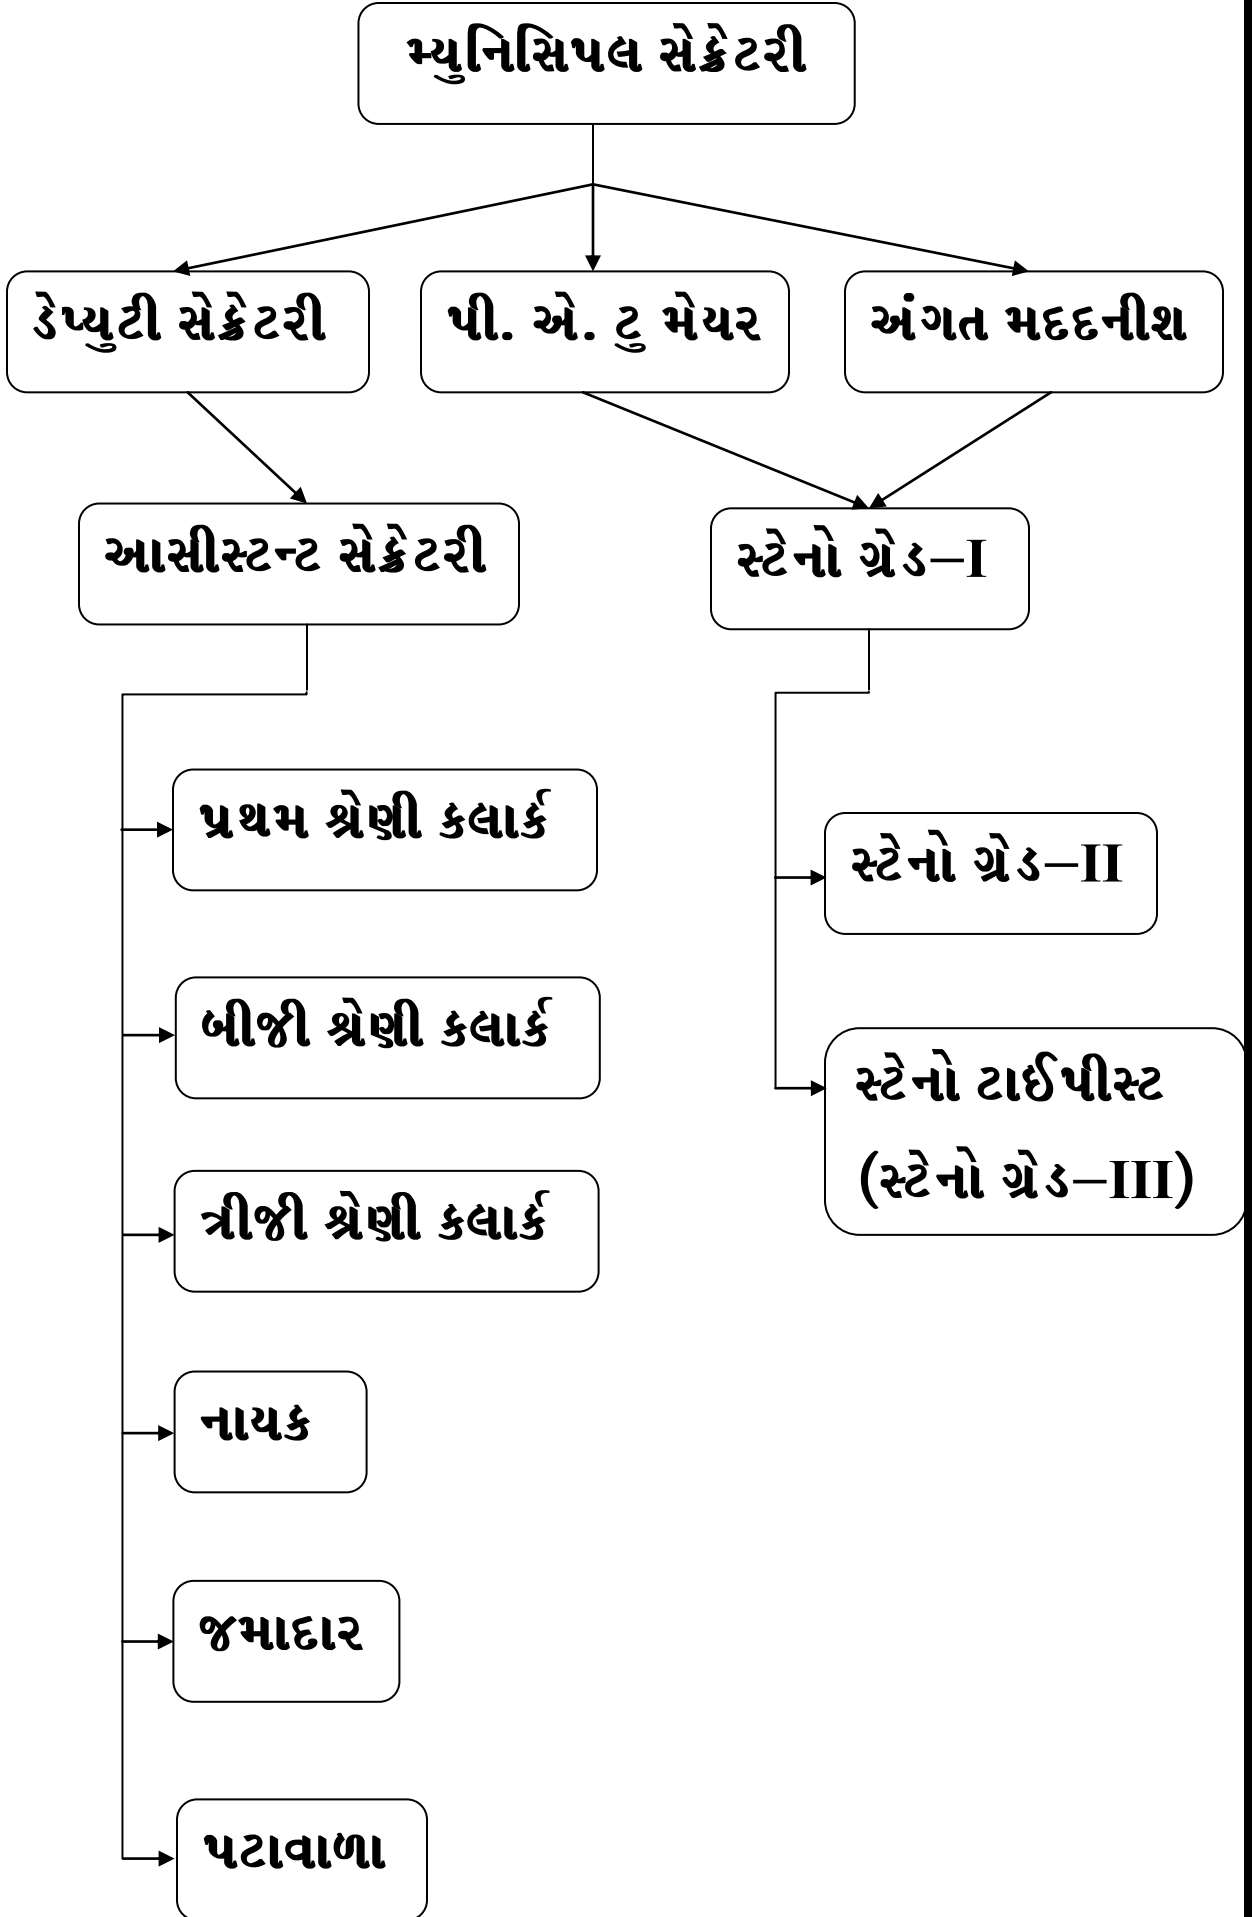 મ્યુનિસિપલ સેક્રેટરી
ડેપ્યુટી સેક્રેટરી
પી. એ. ટુ મેયર
અંગત મદદનીશ
આસીસ્ટન્ટ સેક્રેટરી
સ્ટેનો ગ્રેડ–I
પ્રથમ શ્રેણી કલાર્ક
સ્ટેનો ગ્રેડ–II
બીજી શ્રેણી કલાર્ક
સ્ટેનો ટાઈપીસ્ટ
(સ્ટેનો ગ્રેડ–III)
ત્રીજી શ્રેણી કલાર્ક
નાયક
જમાદાર
પટાવાળા